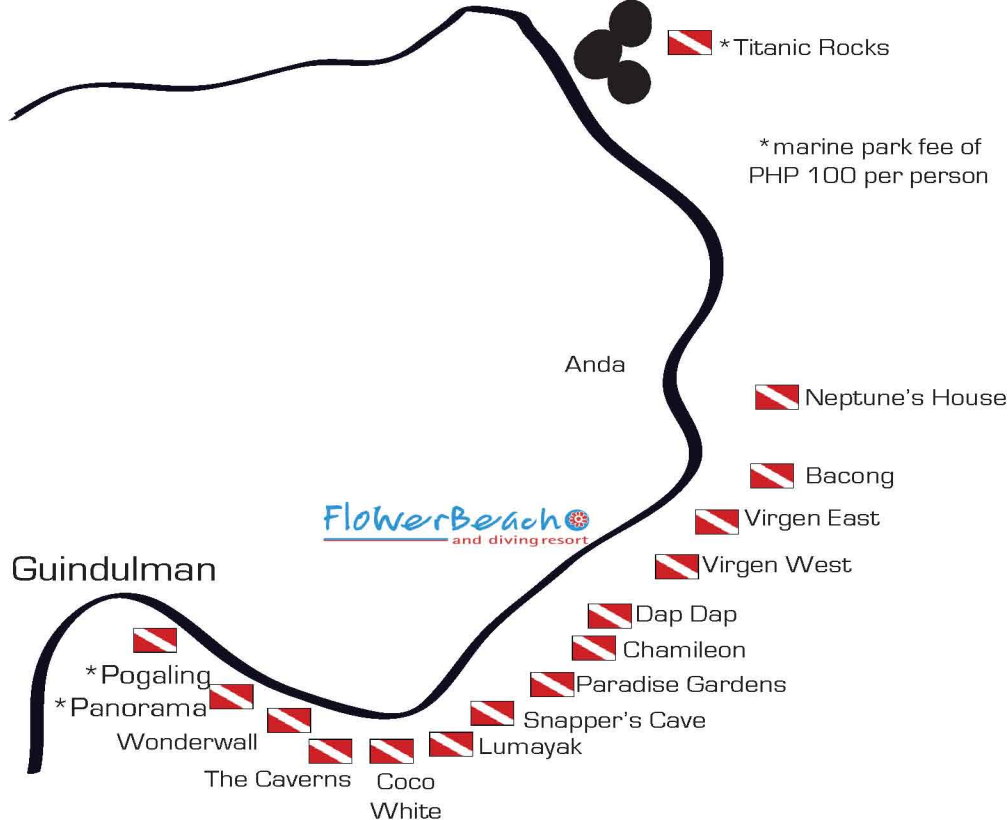 *Titanic Rocks
*marine park fee of
PHP 100 per person
Anda
Neptune's House
Bacong
FlowerBeach
and diving resort
Virgen East
Virgen West
Guindulman
Dap Dap
Chamileon
*Pogaling
Paradise Gardens
*Panorama
Snapper's Cave
Wonderwall
Lumayak
The Caverns
Coco
White